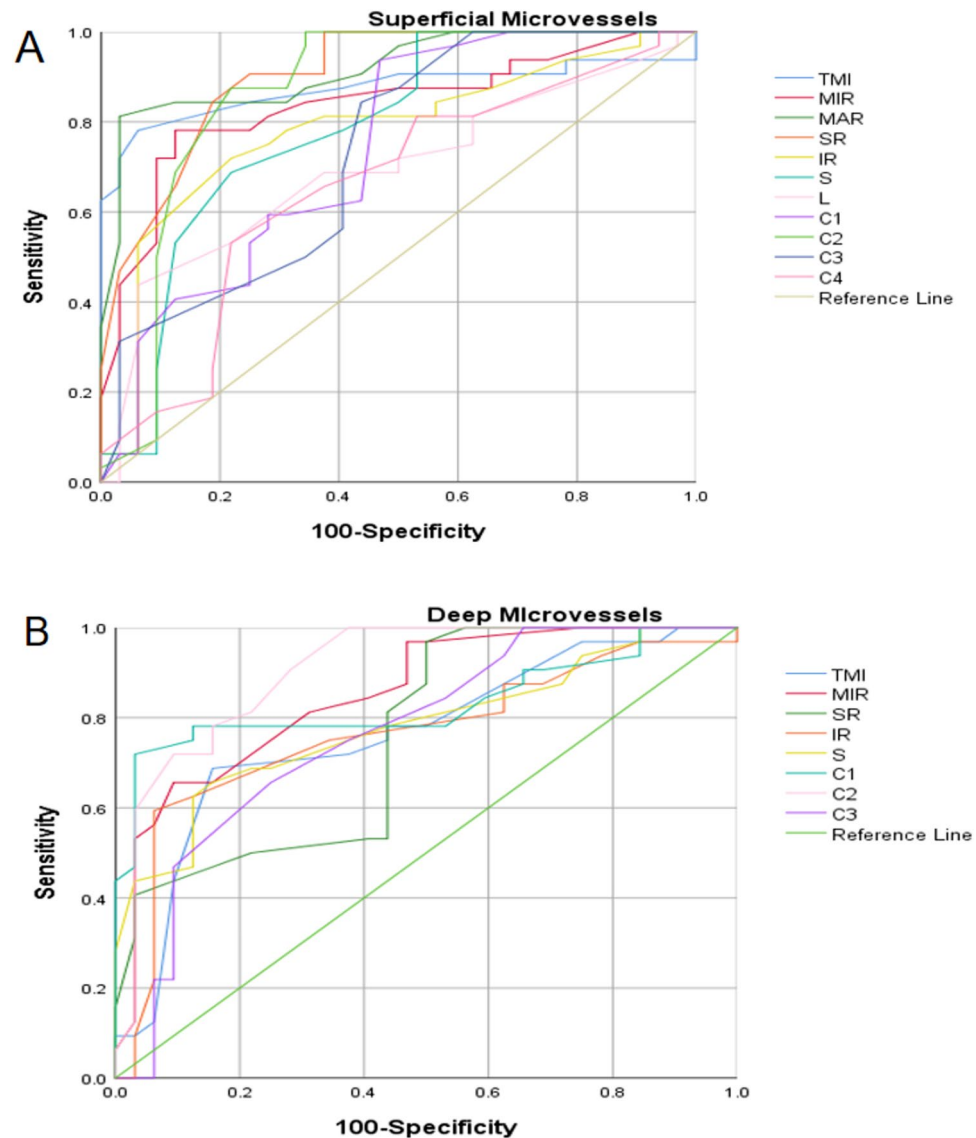 A
Superficial Microvessels
1.0
0.8
0.6
0.4
0.2
0.0
Sensitivity
0.0 0.2 0.4 0.6 0.8 1.0
100-Specificity
TMI
MIR
MAR
SR
IR
S
L
C1
C2
C3
C4
Reference Line
B
Deep MIcrovessels
1.0
0.8
0.6
0.4
0.2
0.0
Sensitivity
0.0 0.2 0.4 0.6 0.8 1.0
100-Specificity
TMI
MIR
SR
IR
S
C1
C2
C3
Reference Line